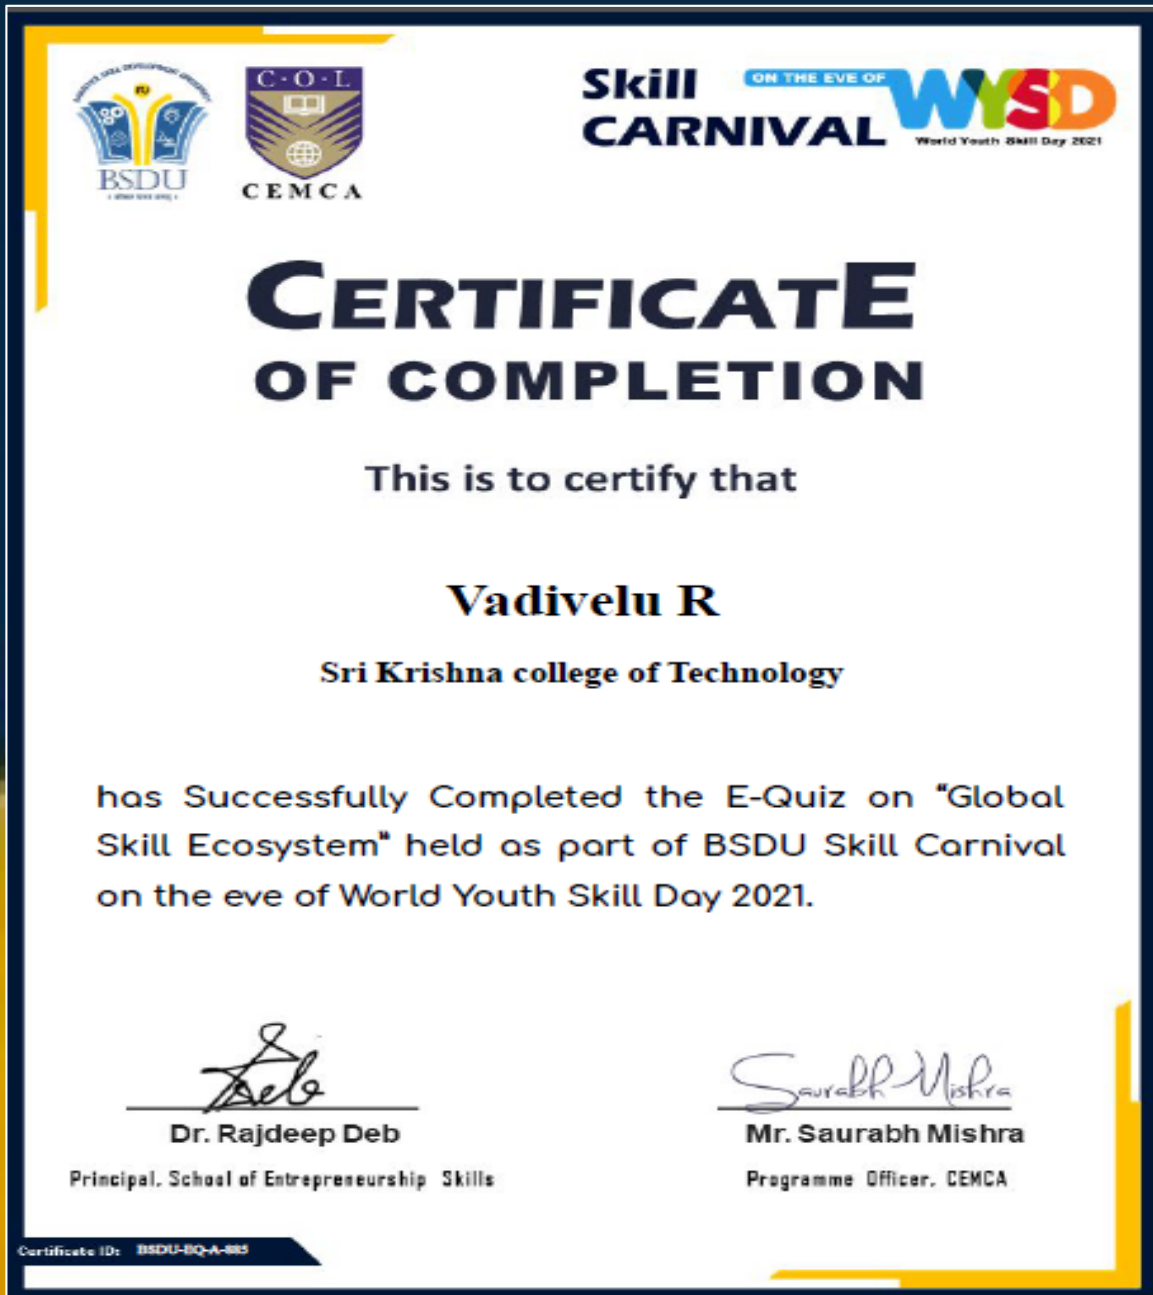 BSDU
C·O·L
CEMCA
Skill
CARNIVAL
ON THE EVE OF
WYSD
World Youth Skill Day 2021
CERTIFICATE
OF COMPLETION
This is to certify that
Vadivelu R
Sri Krishna college of Technology
has Successfully Completed the E-Quiz on "Global
Skill Ecosystem" held as part of BSDU Skill Carnival
on the eve of World Youth Skill Day 2021.
Deb
Saurabh Mishra
Dr. Rajdeep Deb
Mr. Saurabh Mishra
Principal, School of Entrepreneurship Skills
Programme Officer, CEMCA
Certificate ID: BSDU-EQ-A-885